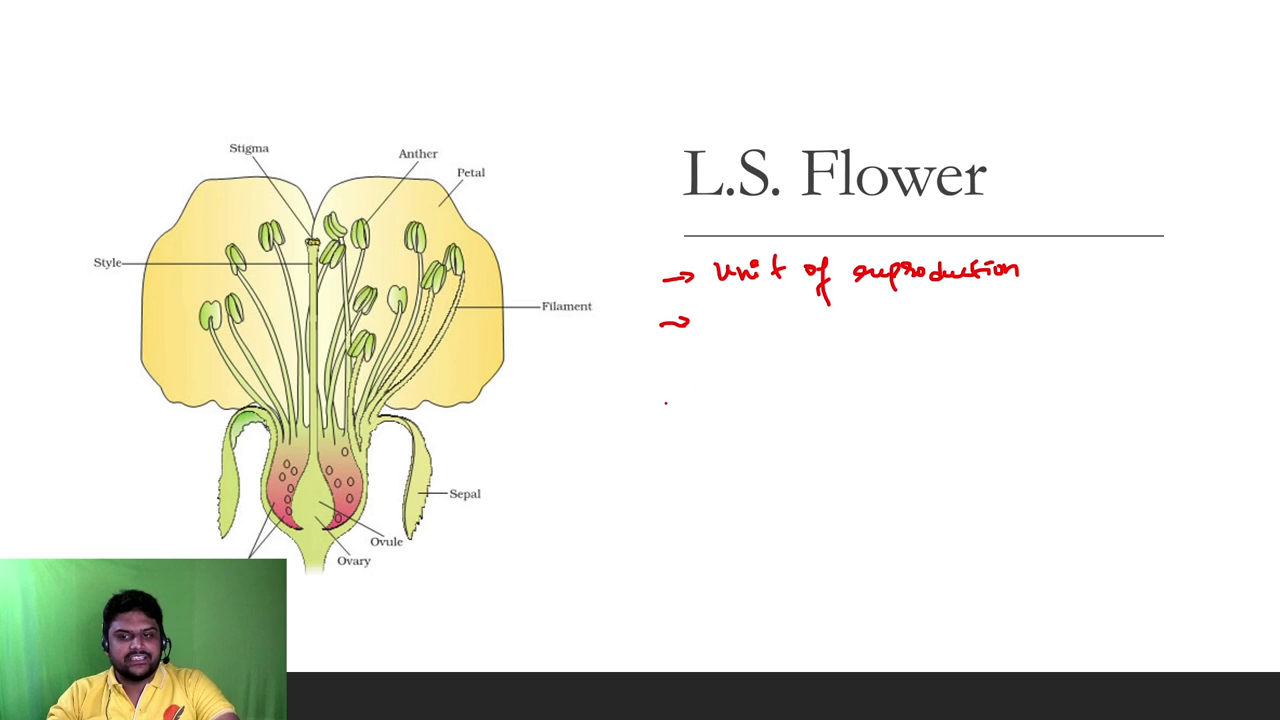 Stigma
Anther
Petal
Style
Filament
Sepal
Ovule
Ovary
L.S. Flower
→ unit of reproduction
→